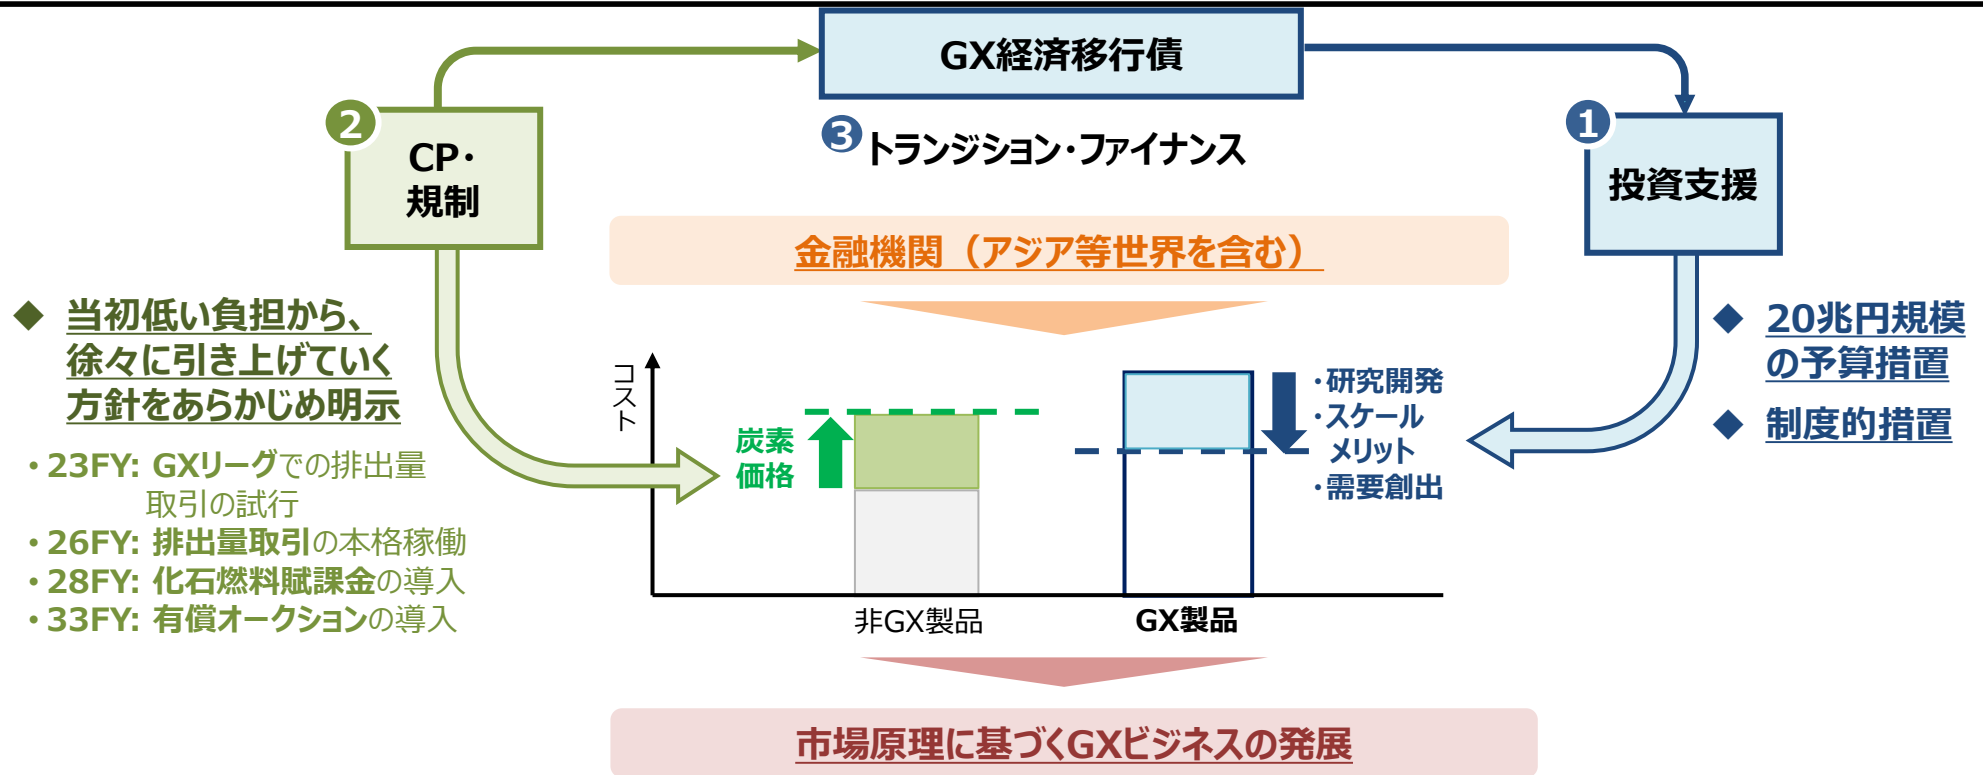 GX経済移行債
❷
CP・
規制
❸トランジション・ファイナンス
❶
投資支援
金融機関（アジア等世界を含む）
◆ 当初低い負担から、
徐々に引き上げていく
方針をあらかじめ明示
・23FY: GXリーグでの排出量
取引の試行
・26FY: 排出量取引の本格稼働
・28FY: 化石燃料賦課金の導入
・33FY: 有償オークションの導入
コスト
炭素
価格
・研究開発
・スケール
メリット
・需要創出
非GX製品
GX製品
◆ 20兆円規模
の予算措置
◆ 制度的措置
市場原理に基づくGXビジネスの発展